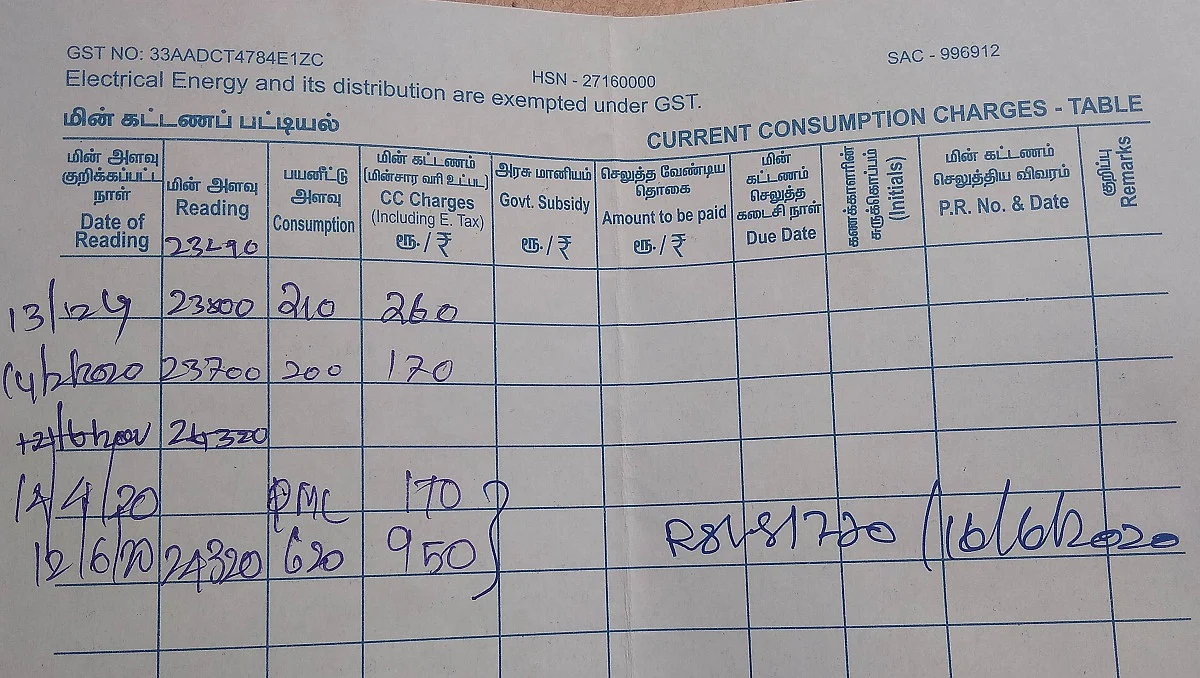 GST NO: 33AADCT4784E1ZC HSN - 27160000 SAC - 996912
Electrical Energy and its distribution are exempted under GST.
மின் கட்டணப் பட்டியல் CURRENT CONSUMPTION CHARGES - TABLE
மின் அளவு குறிக்கப்பட்ட நாள் Date of Reading
மின் அளவு Reading
பயனீட்டு அளவு Consumption
மின் கட்டணம் (மின்சார வரி உட்பட) CC Charges (Including E. Tax) ரூ. / ₹
அரசு மானியம் Govt. Subsidy ரூ. / ₹
செலுத்த வேண்டிய தொகை Amount to be paid ரூ. / ₹
மின் கட்டணம் செலுத்த கடைசி நாள் Due Date
கணக்காளரின் சுருக்கொப்பம் (Initials)
மின் கட்டணம் செலுத்திய விவரம் P.R. No. & Date
குறிப்பு Remarks
23290
13/12 23500 210 260
14/2/2020 23700 200 170
24320
12/4/20 PMC 170
12/6/20 24320 620 950
16/6/2020